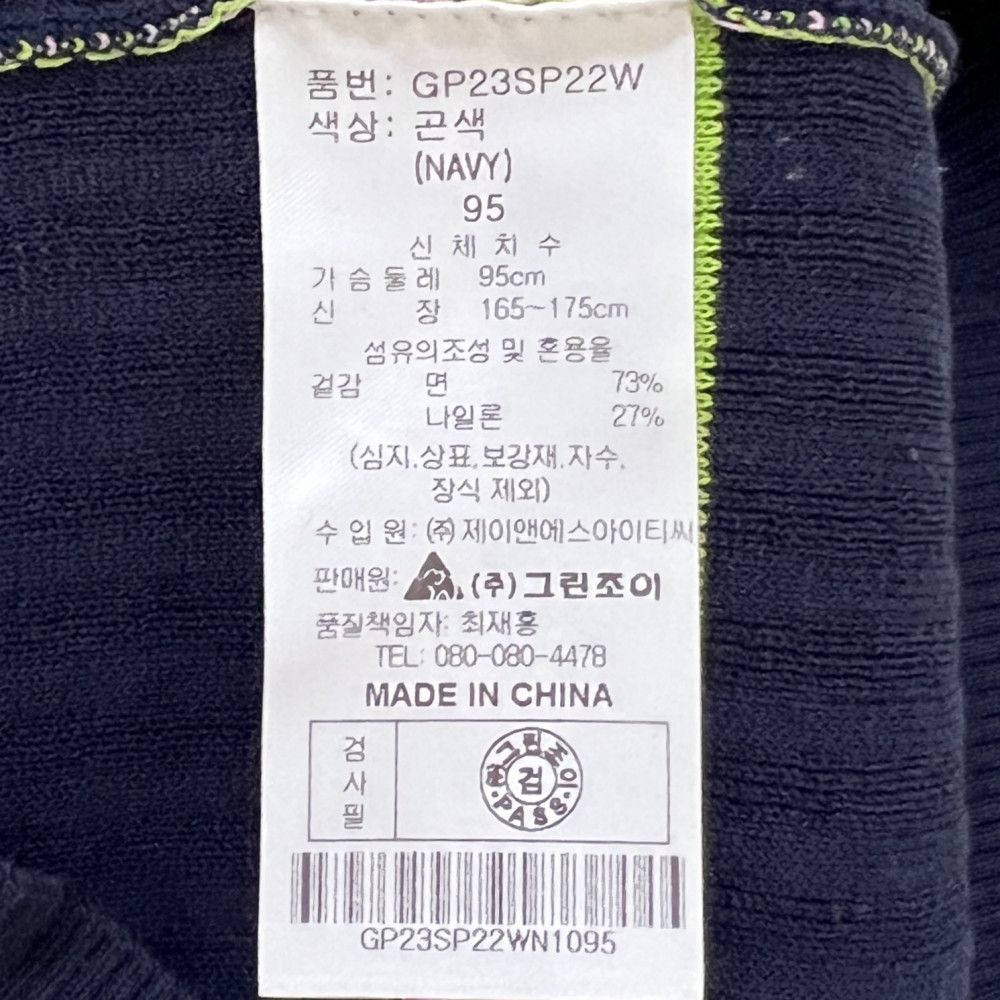 품번: GP23SP22W
색상: 곤색
(NAVY)
95
신 체 치 수
가 슴 둘 레 95cm
신 장 165~175cm
섬유의조성 및 혼용율
겉감 면 73%
나일론 27%
(심지.상표.보강재.자수.
장식 제외)
수 입 원: (주)제이앤에스아이티씨
판매원: (주)그린조이
품질책임자: 최재홍
TEL: 080-080-4478
MADE IN CHINA
검사필
㈜그린조이
검
PASS
GP23SP22WN1095